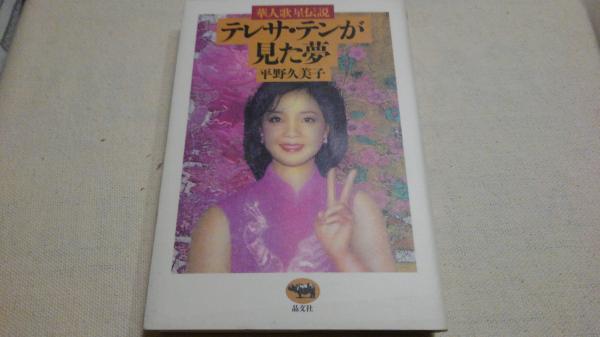 華人歌星伝説
テレサ・テンが
見た夢
平野久美子
晶文社